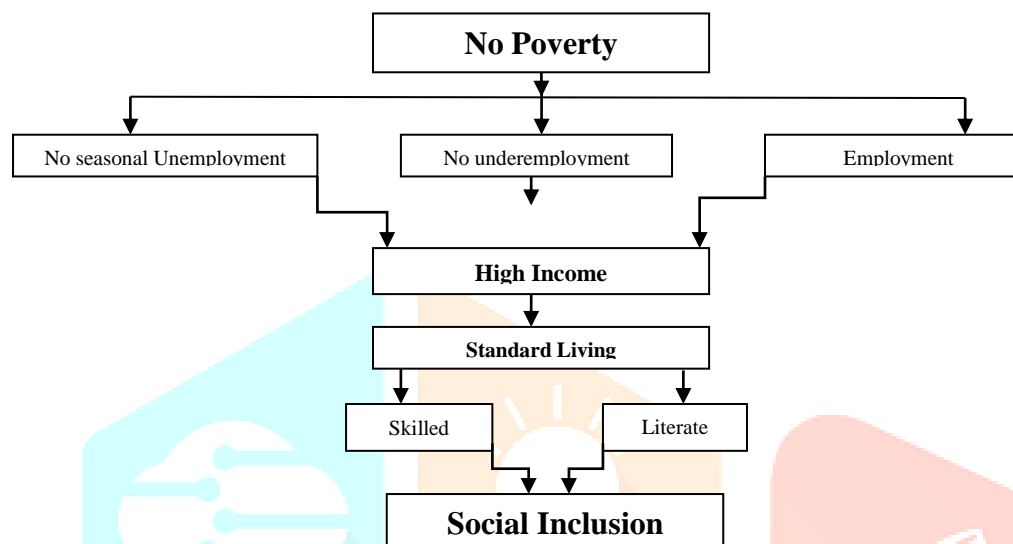 No Poverty
No seasonal Unemployment
No underemployment
Employment
High Income
Standard Living
Skilled
Literate
Social Inclusion